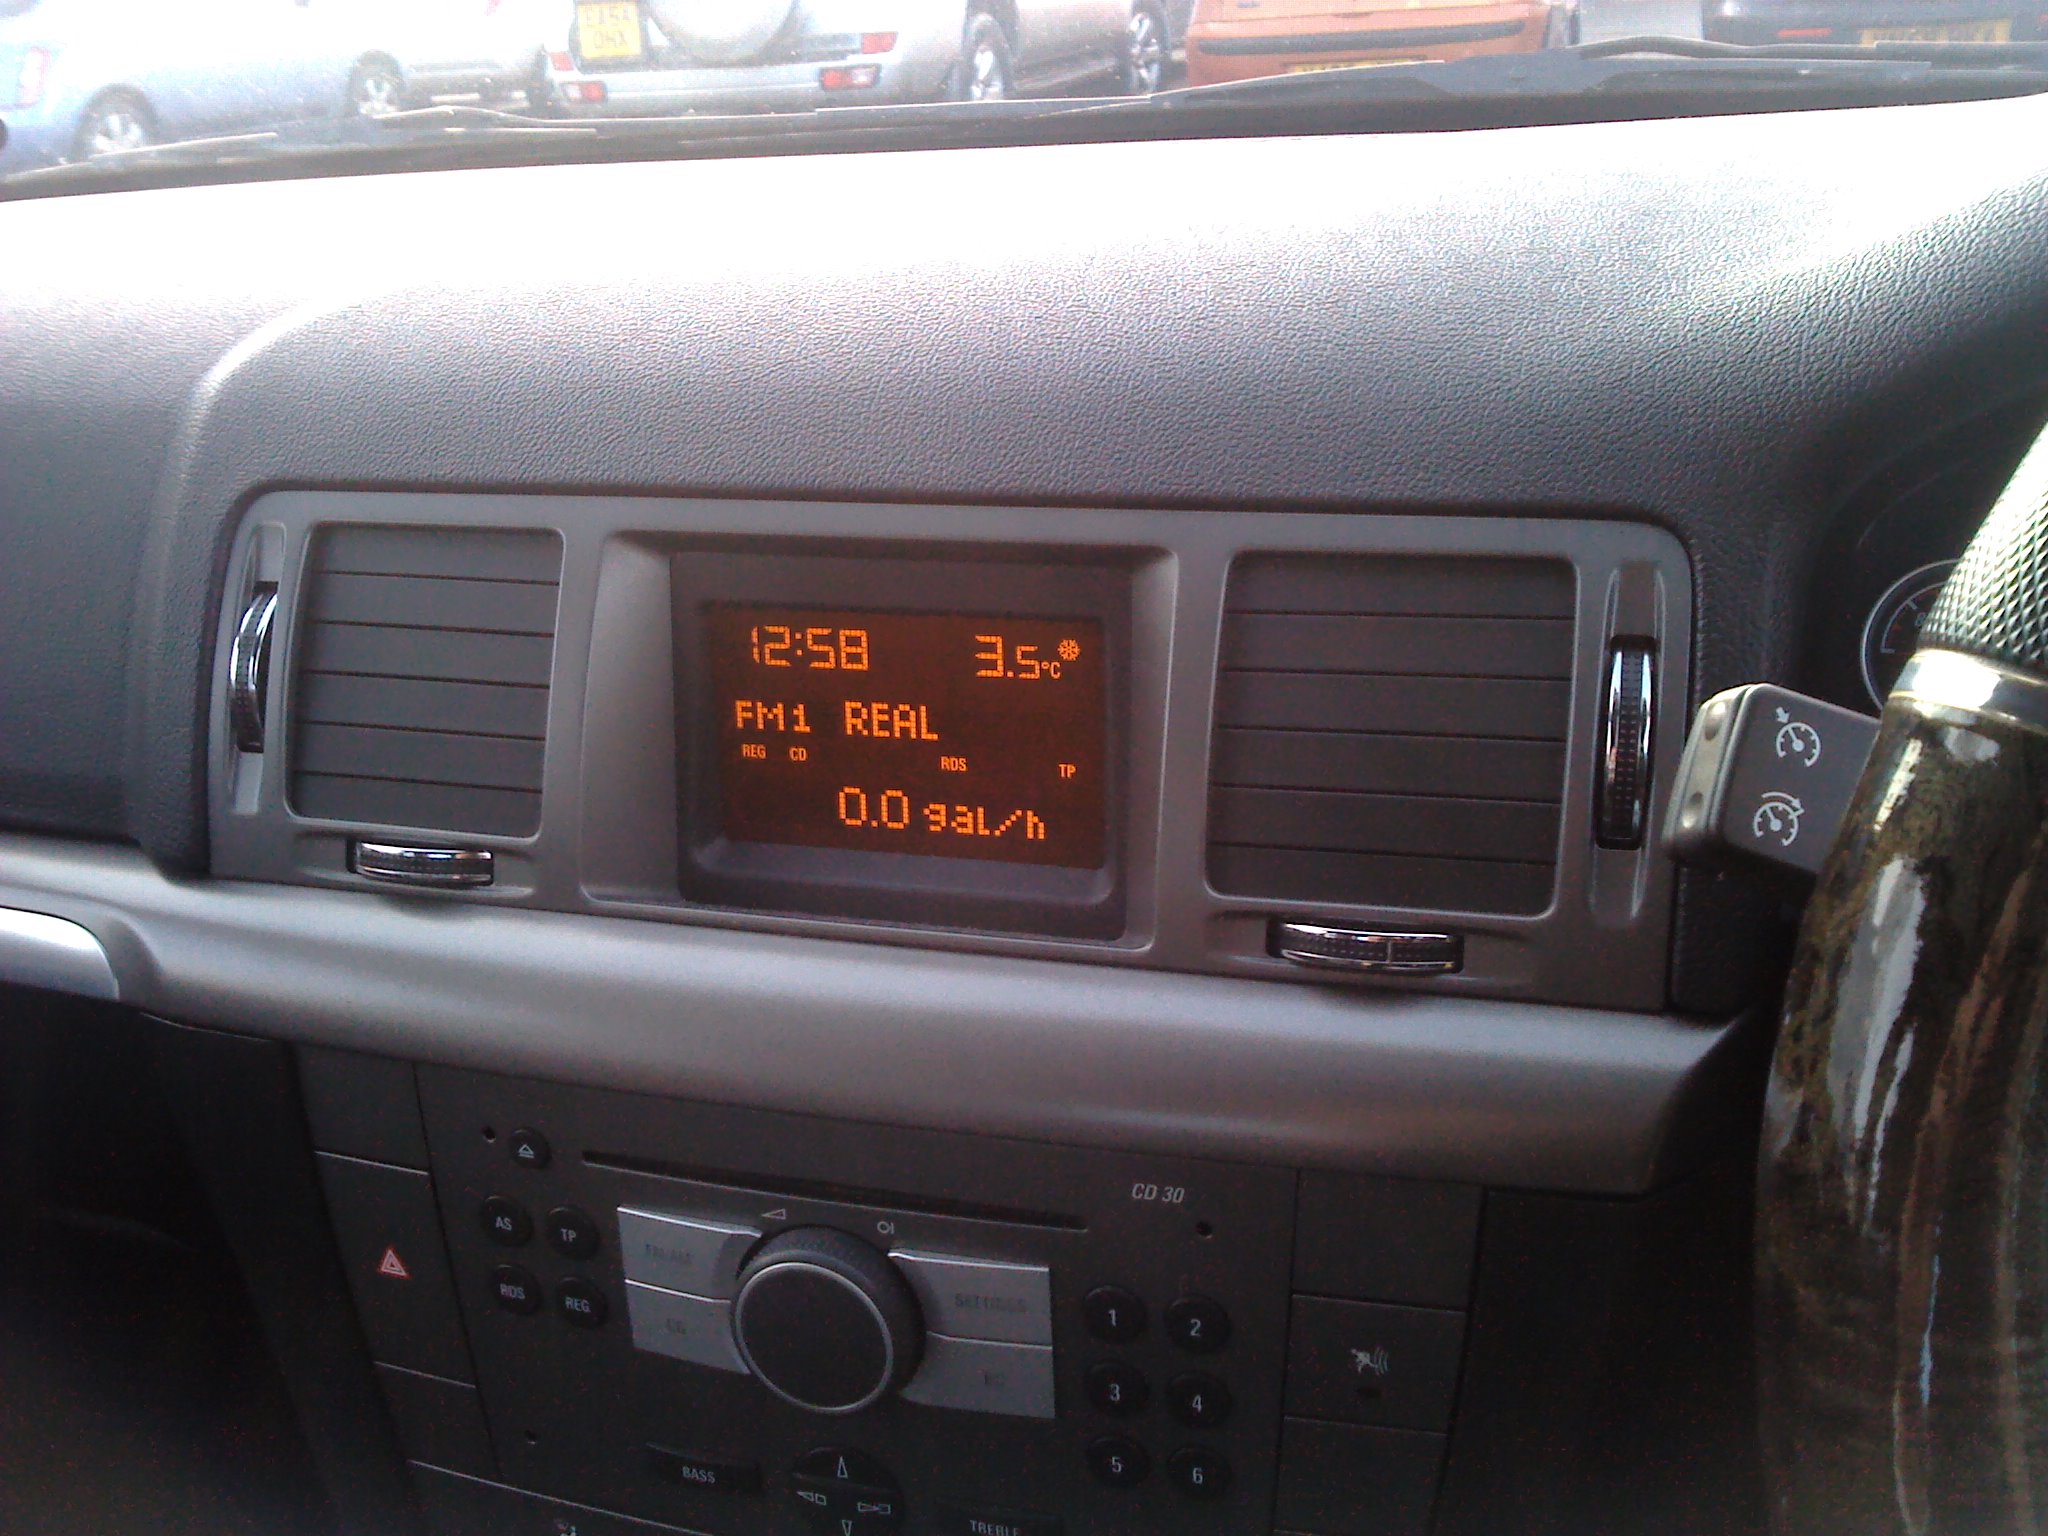 12:58 3.5°C
FM1 REAL
REG CD RDS TP
0.0 gal/h
CD 30
AS TP
RDS REG
SETTINGS
1 2
3 4
5 6
BASS
TREBLE